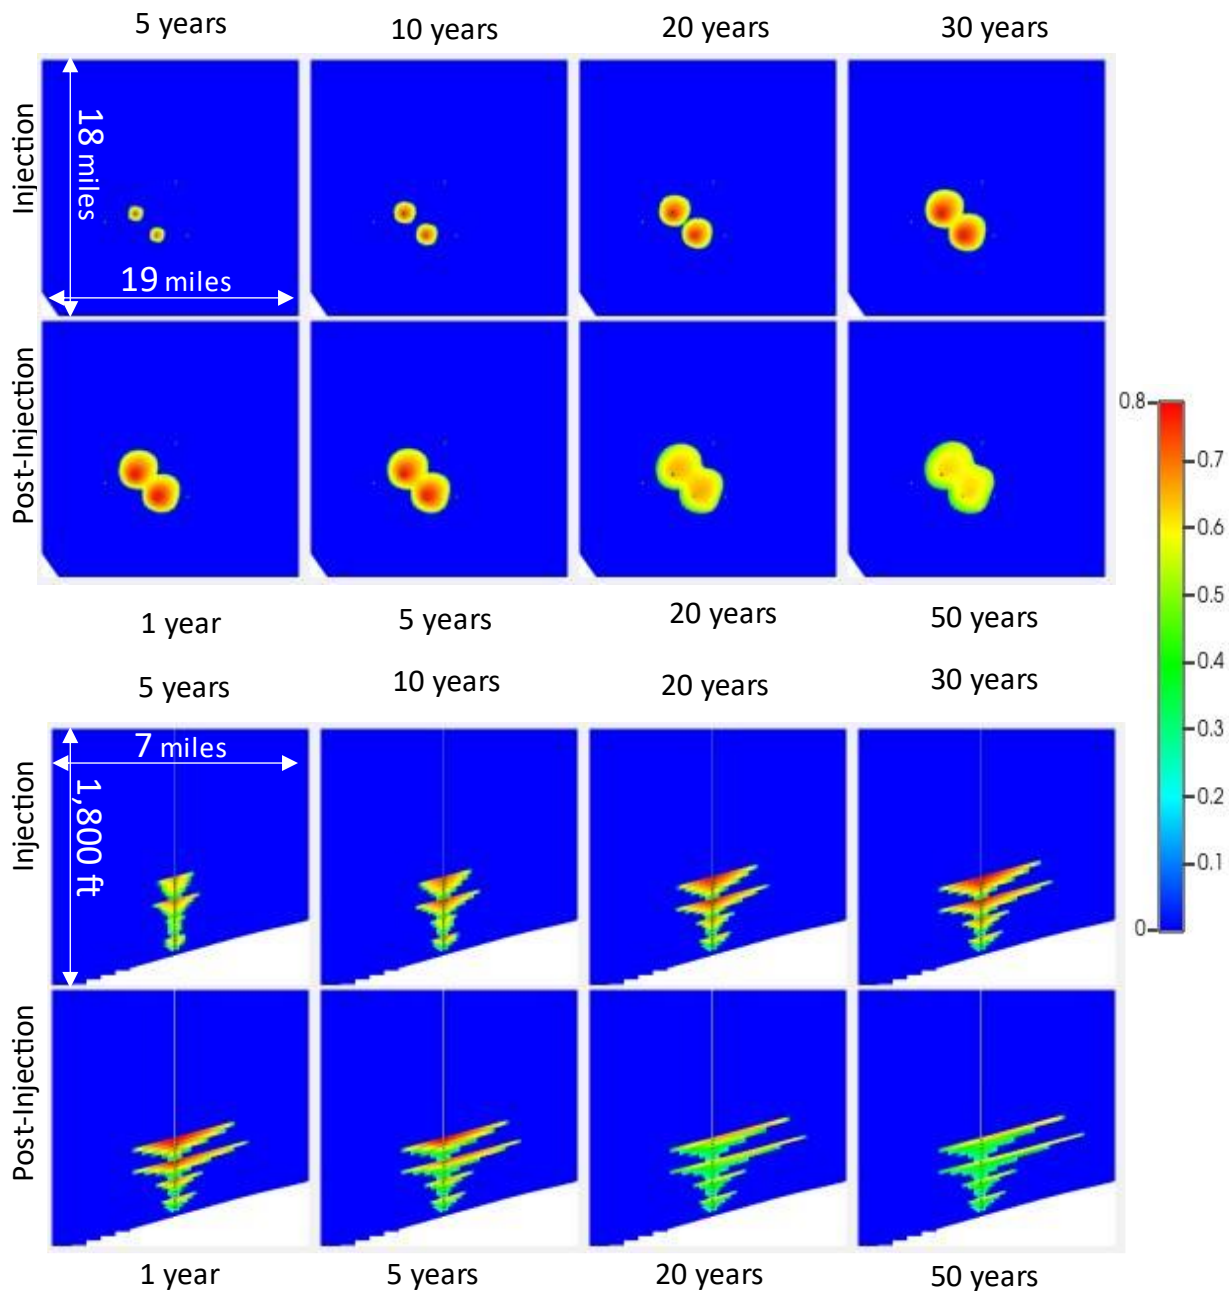 5 years
10 years
20 years
30 years
Injection
18 miles
19 miles
Post-Injection
0.8
0.7
0.6
0.5
0.4
0.3
0.2
0.1
0
1 year
5 years
20 years
50 years
5 years
10 years
20 years
30 years
Injection
7 miles
1,800 ft
Post-Injection
1 year
5 years
20 years
50 years